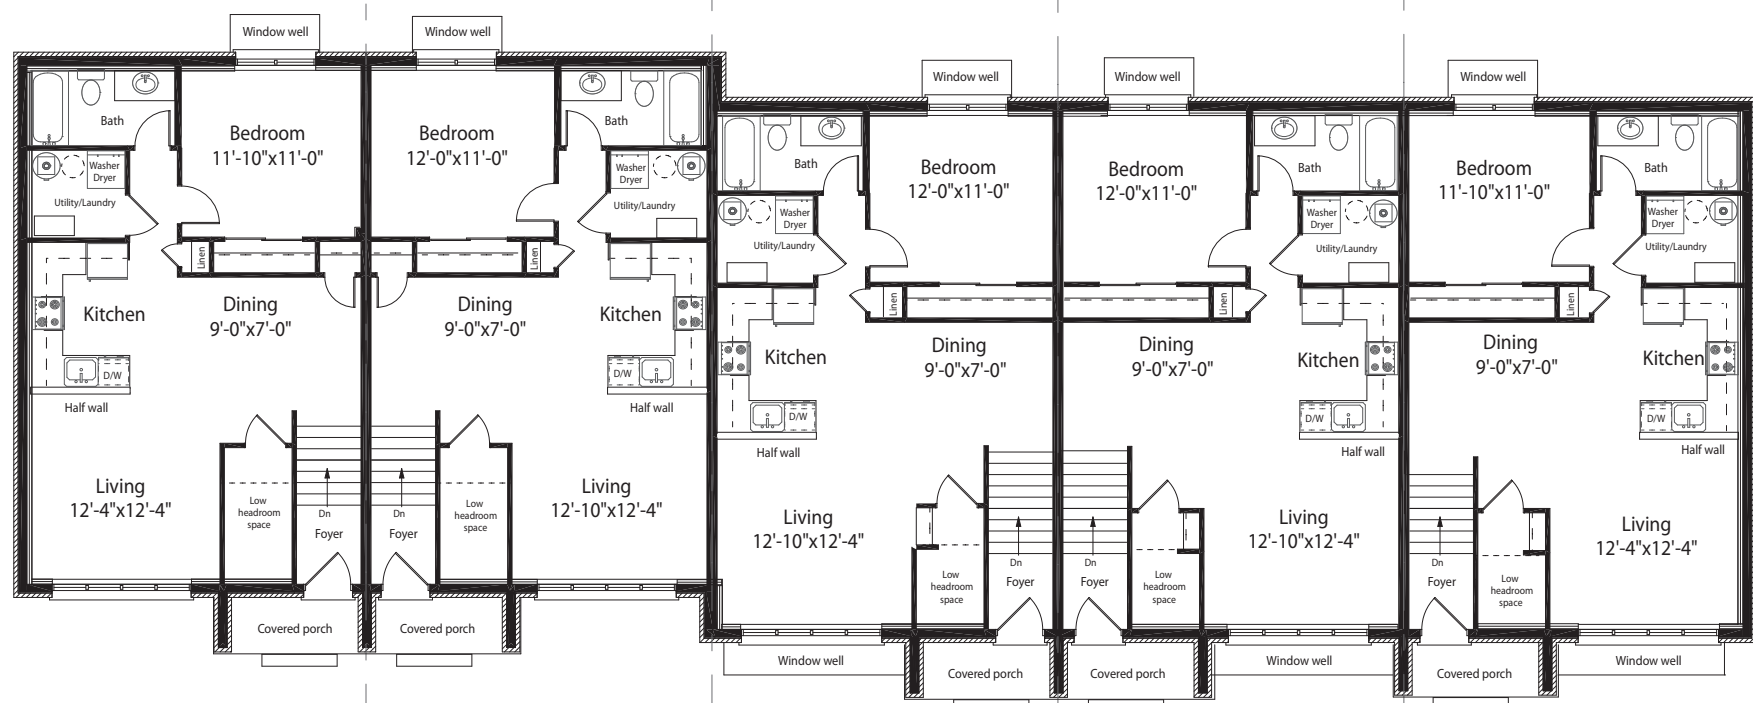 Window well
Bath
Bedroom
11'-10"x11'-0"
Washer
Dryer
Utility/Laundry
Linen
Kitchen
Dining
9'-0"x7'-0"
D/W
Half wall
Living
12'-4"x12'-4"
Low
headroom
space
Dn
Foyer
Covered porch
Window well
Bedroom
12'-0"x11'-0"
Bath
Washer
Dryer
Utility/Laundry
Linen
Dining
9'-0"x7'-0"
Kitchen
D/W
Half wall
Dn
Foyer
Low
headroom
space
Living
12'-10"x12'-4"
Covered porch
Window well
Bath
Bedroom
12'-0"x11'-0"
Washer
Dryer
Utility/Laundry
Linen
Kitchen
Dining
9'-0"x7'-0"
D/W
Half wall
Living
12'-10"x12'-4"
Low
headroom
space
Dn
Foyer
Window well
Covered porch
Window well
Bedroom
12'-0"x11'-0"
Bath
Washer
Dryer
Utility/Laundry
Linen
Dining
9'-0"x7'-0"
Kitchen
D/W
Half wall
Dn
Foyer
Low
headroom
space
Living
12'-10"x12'-4"
Covered porch
Window well
Window well
Bedroom
11'-10"x11'-0"
Bath
Washer
Dryer
Utility/Laundry
Linen
Dining
9'-0"x7'-0"
Kitchen
D/W
Half wall
Dn
Foyer
Low
headroom
space
Living
12'-4"x12'-4"
Covered porch
Window well